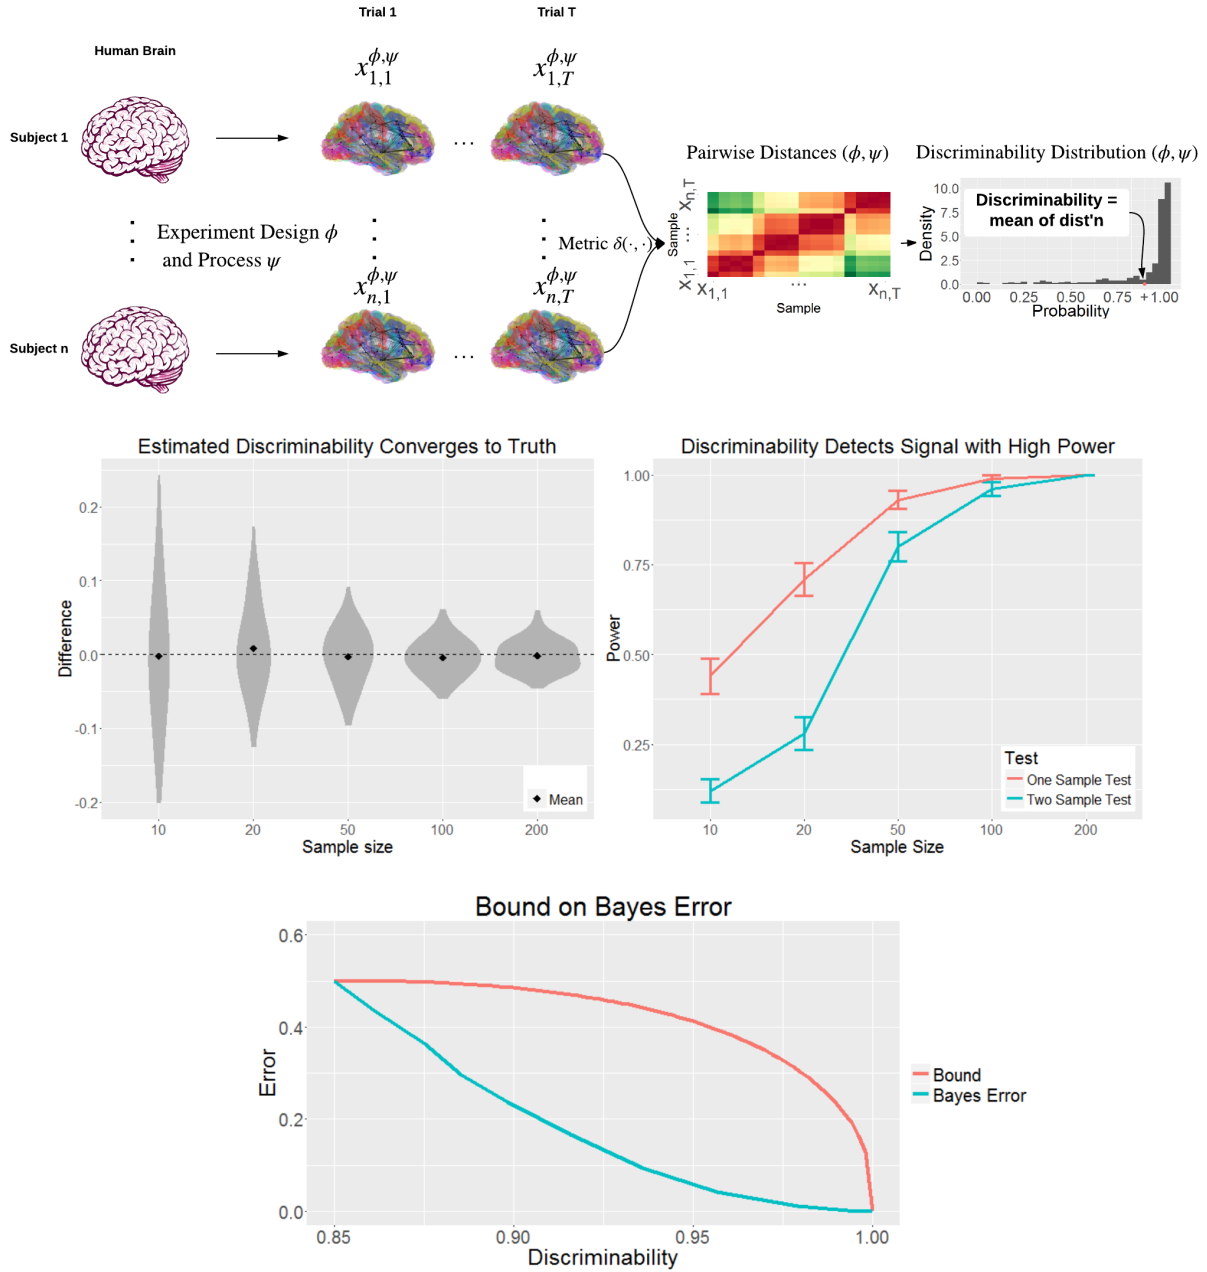 Trial 1
Trial T
Human Brain
x_{1,1}^{ϕ,ψ}
x_{1,T}^{ϕ,ψ}
Subject 1
...
Experiment Design ϕ
and Process ψ
Metric δ(·, ·)
x_{n,1}^{ϕ,ψ}
x_{n,T}^{ϕ,ψ}
Subject n
...
Pairwise Distances (ϕ, ψ)
x_{n,T}
...
x_{1,1}
Sample
x_{1,1} ... x_{n,T}
Sample
Discriminability Distribution (ϕ, ψ)
Discriminability =
mean of dist'n
Density
10.0
7.5
5.0
2.5
0.0
0.00 0.25 0.50 0.75 + 1.00
Probability
Estimated Discriminability Converges to Truth
Difference
0.2
0.1
0.0
-0.1
-0.2
Mean
10 20 50 100 200
Sample size
Discriminability Detects Signal with High Power
Power
1.00
0.75
0.50
0.25
Test
One Sample Test
Two Sample Test
10 20 50 100 200
Sample Size
Bound on Bayes Error
Error
0.6
0.4
0.2
0.0
0.85 0.90 0.95 1.00
Discriminability
Bound
Bayes Error